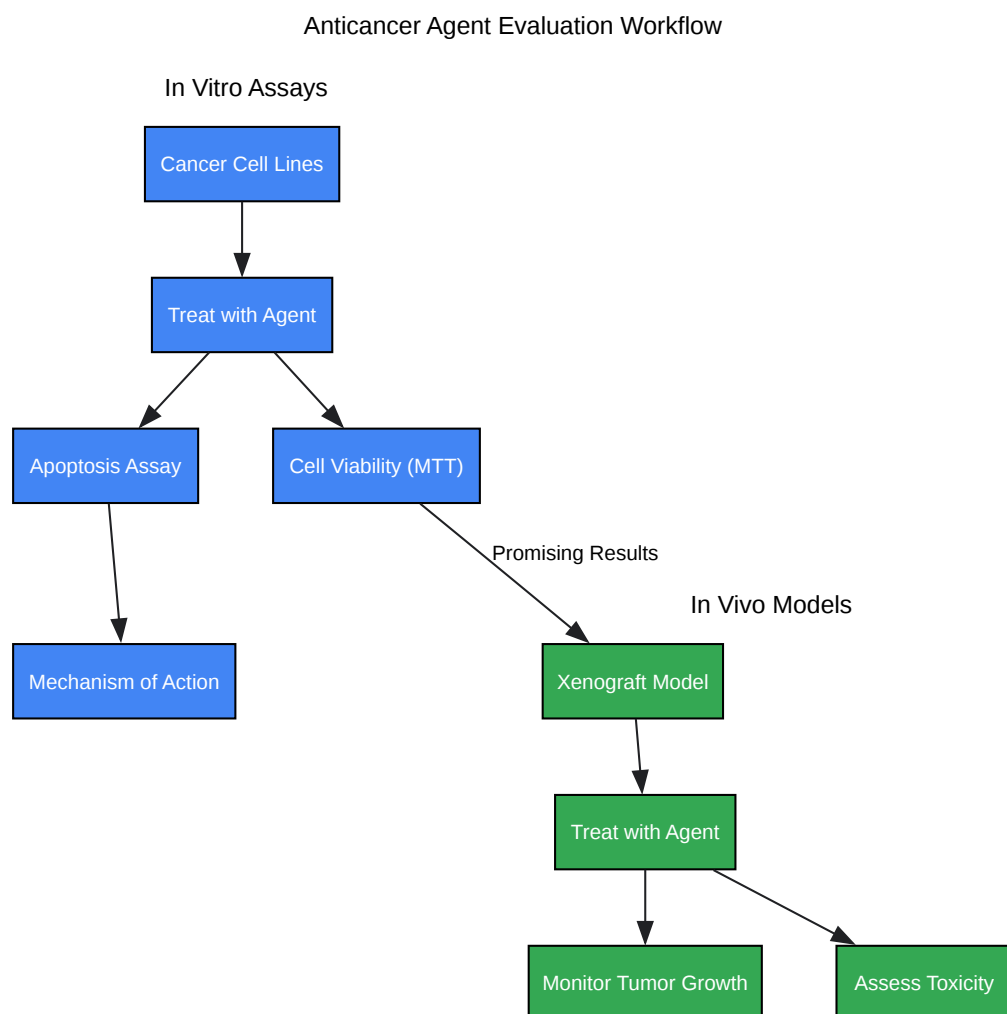 Anticancer Agent Evaluation Workflow
In Vitro Assays
Cancer Cell Lines
Treat with Agent
Apoptosis Assay
Cell Viability (MTT)
Promising Results
In Vivo Models
Mechanism of Action
Xenograft Model
Treat with Agent
Monitor Tumor Growth
Assess Toxicity